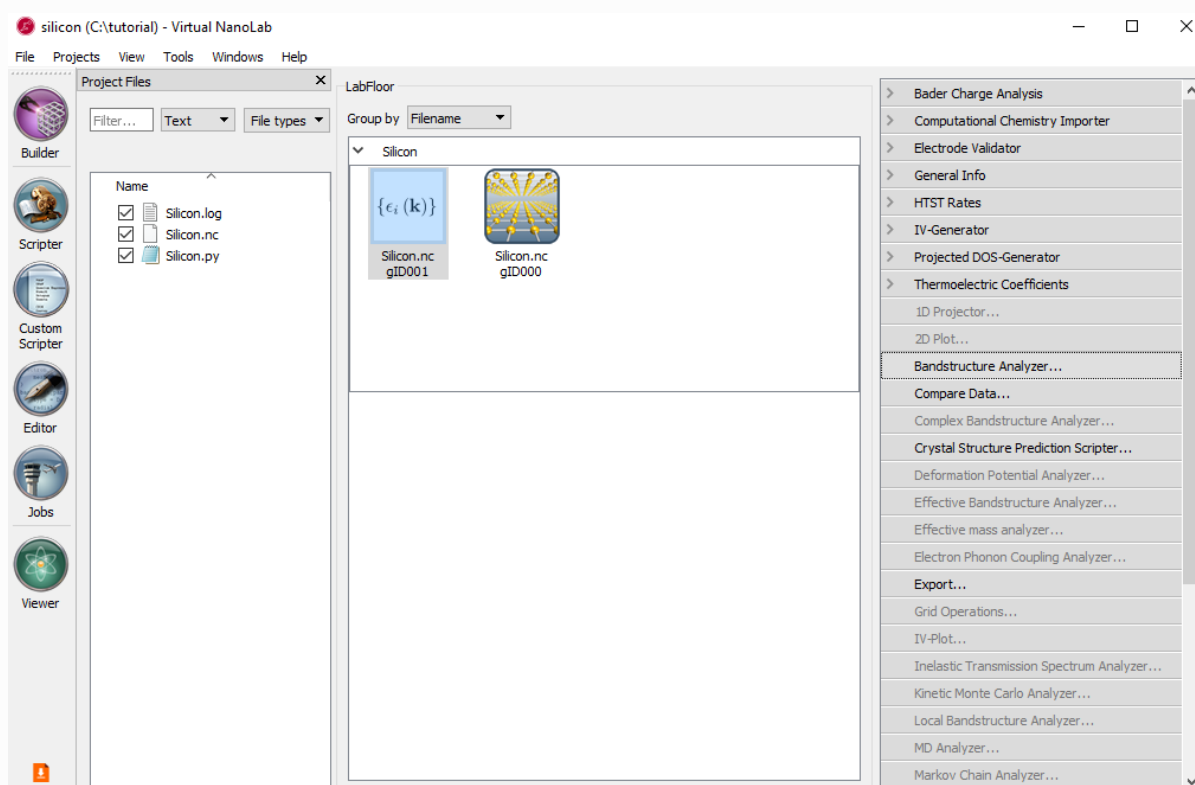 silicon (C:\tutorial) - Virtual NanoLab
File Projects View Tools Windows Help
Builder
Scripter
Custom
Scripter
Editor
Jobs
Viewer
Project Files
Filter... Text File types
Name
Silicon.log
Silicon.nc
Silicon.py
LabFloor
Group by Filename
Silicon
{ϵᵢ (k)}
Silicon.nc
gID001
Silicon.nc
gID000
Bader Charge Analysis
Computational Chemistry Importer
Electrode Validator
General Info
HTST Rates
IV-Generator
Projected DOS-Generator
Thermoelectric Coefficients
1D Projector...
2D Plot...
Bandstructure Analyzer...
Compare Data...
Complex Bandstructure Analyzer...
Crystal Structure Prediction Scripter...
Deformation Potential Analyzer...
Effective Bandstructure Analyzer...
Effective mass analyzer...
Electron Phonon Coupling Analyzer...
Export...
Grid Operations...
IV-Plot...
Inelastic Transmission Spectrum Analyzer...
Kinetic Monte Carlo Analyzer...
Local Bandstructure Analyzer...
MD Analyzer...
Markov Chain Analyzer...